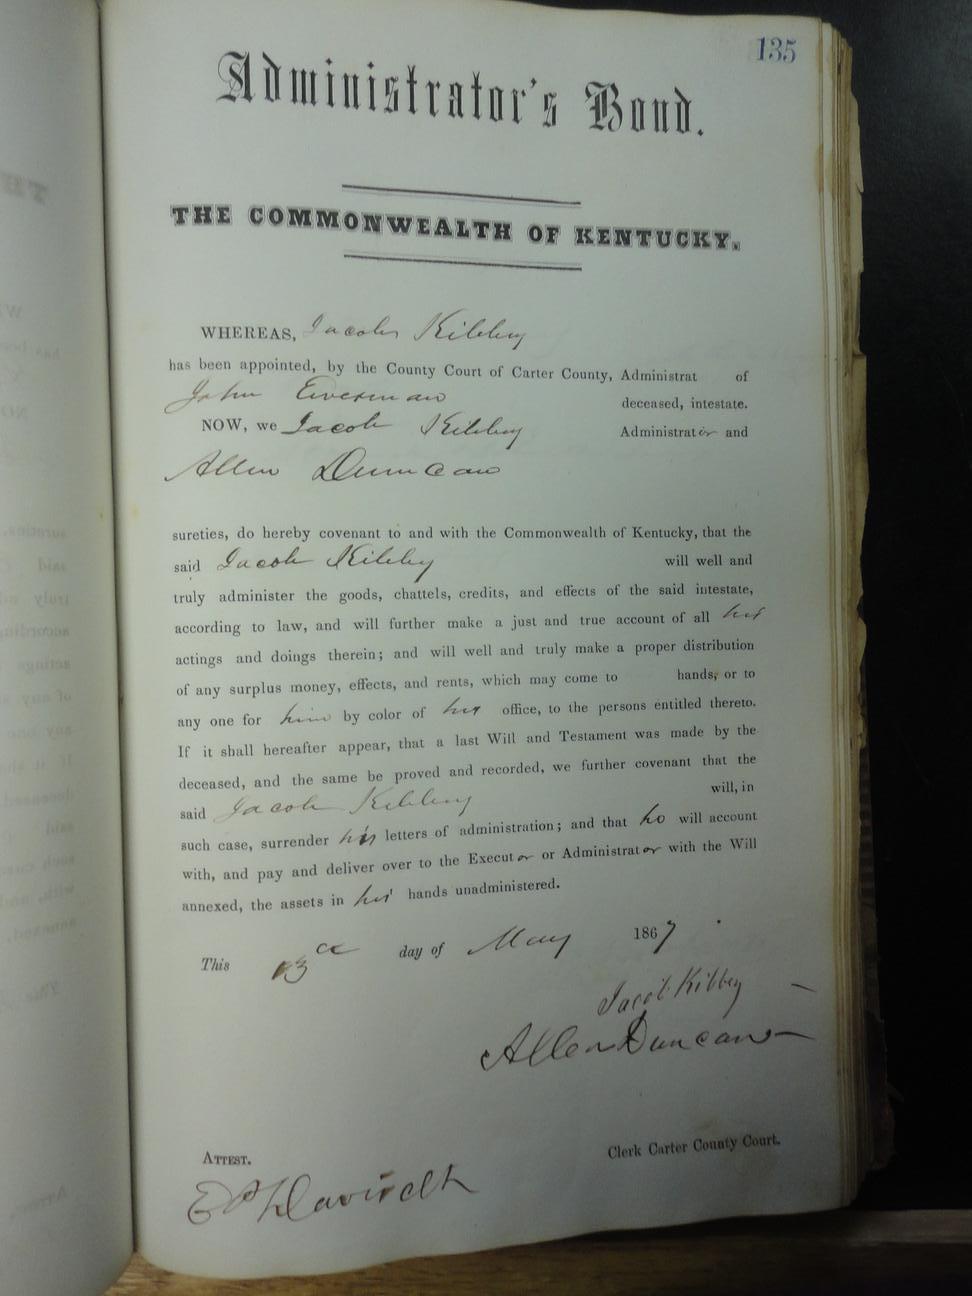 135
Administrator's Bond.
THE COMMONWEALTH OF KENTUCKY.
WHEREAS, Jacob Kibbey
has been appointed, by the County Court of Carter County, Administrat of
John Eversman deceased, intestate.
NOW, we Jacob Kibbey Administrator and
Allen Duncan
sureties, do hereby covenant to and with the Commonwealth of Kentucky, that the
said Jacob Kibbey will well and
truly administer the goods, chattels, credits, and effects of the said intestate,
according to law, and will further make a just and true account of all his
actings and doings therein; and will well and truly make a proper distribution
of any surplus money, effects, and rents, which may come to hands, or to
any one for him by color of his office, to the persons entitled thereto.
If it shall hereafter appear, that a last Will and Testament was made by the
deceased, and the same be proved and recorded, we further covenant that the
said Jacob Kibbey will, in
such case, surrender his letters of administration; and that he will account
with, and pay and deliver over to the Executor or Administrator with the Will
annexed, the assets in his hands unadministered.
This 13 day of May 1867
Jacob Kibbey
Allen Duncan
ATTEST. Clerk Carter County Court.